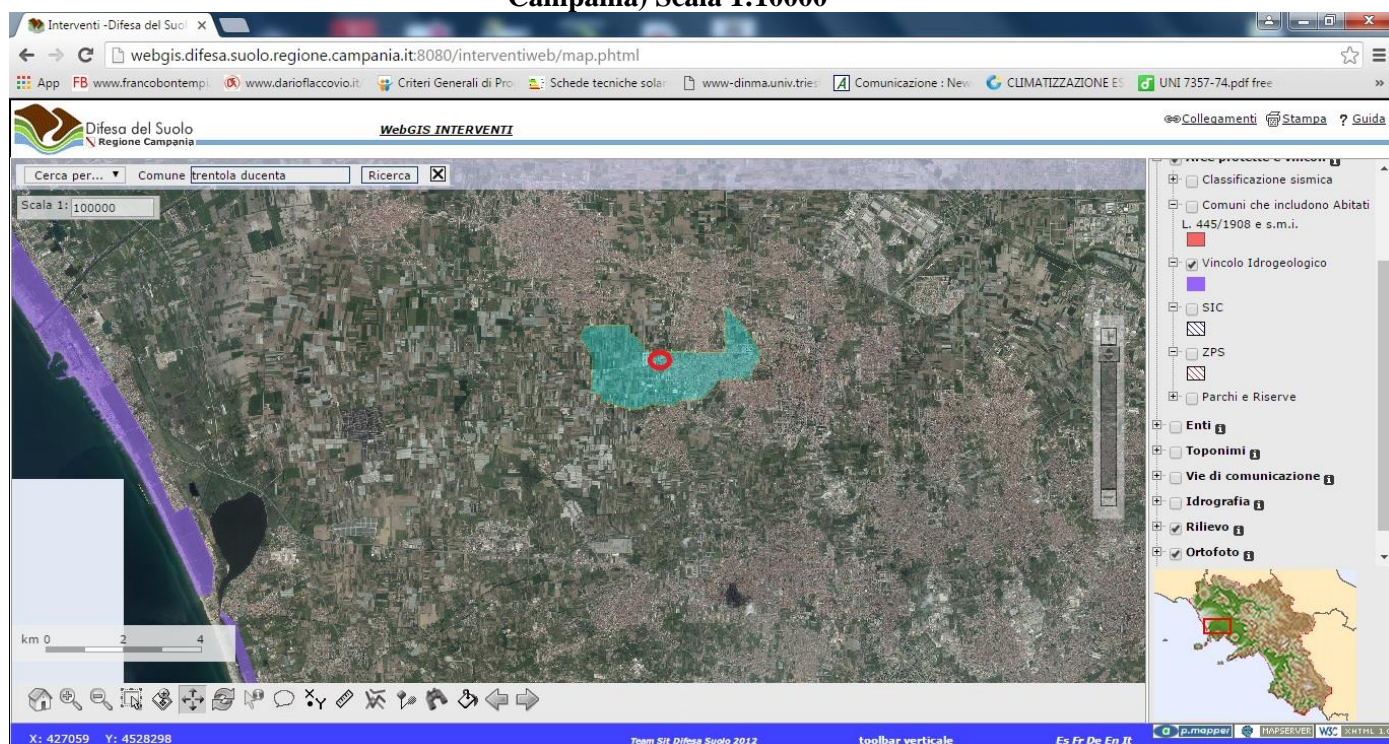 Campania) Scala 1:10000
Interventi -Difesa del Suol
webgis.difesa.suolo.regione.campania.it:8080/interventiweb/map.phtml
App FB www.francobontempi. www.darioflaccovio.it/ Criteri Generali di Pro Schede tecniche solar www-dinma.univ.tries Comunicazione : New CLIMATIZZAZIONE ES UNI 7357-74.pdf free »
Difesa del Suolo
Regione Campania
WebGIS INTERVENTI
Collegamenti Stampa ? Guida
Cerca per... Comune trentola ducenta Ricerca X
Scala 1: 100000
Aree protette e vincoli
Classificazione sismica
Comuni che includono Abitati
L. 445/1908 e s.m.i.
Vincolo Idrogeologico
SIC
ZPS
Parchi e Riserve
Enti
Toponimi
Vie di comunicazione
Idrografia
Rilievo
Ortofoto
km 0 2 4
X: 427059 Y: 4528298
Team Sit Difesa Suolo 2012
toolbar verticale
Es Fr De En It
p.mapper MAPSERVER W3C XHTML 1.